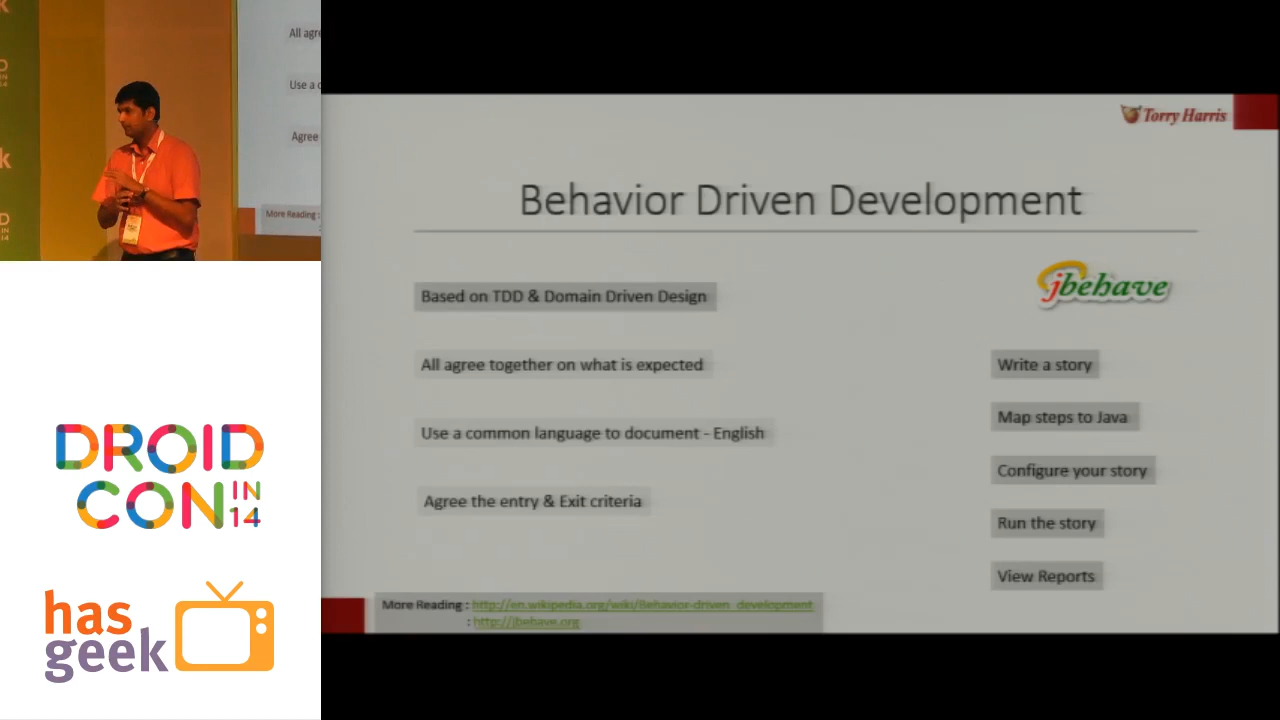 All agre
Use a c
Agree
More Reading :
DROID
CON IN
14
has
geek
Torry Harris
Behavior Driven Development
jbehave
Based on TDD & Domain Driven Design
All agree together on what is expected
Use a common language to document - English
Agree the entry & Exit criteria
Write a story
Map steps to Java
Configure your story
Run the story
View Reports
More Reading : http://en.wikipedia.org/wiki/Behavior-driven_development
: http://jbehave.org